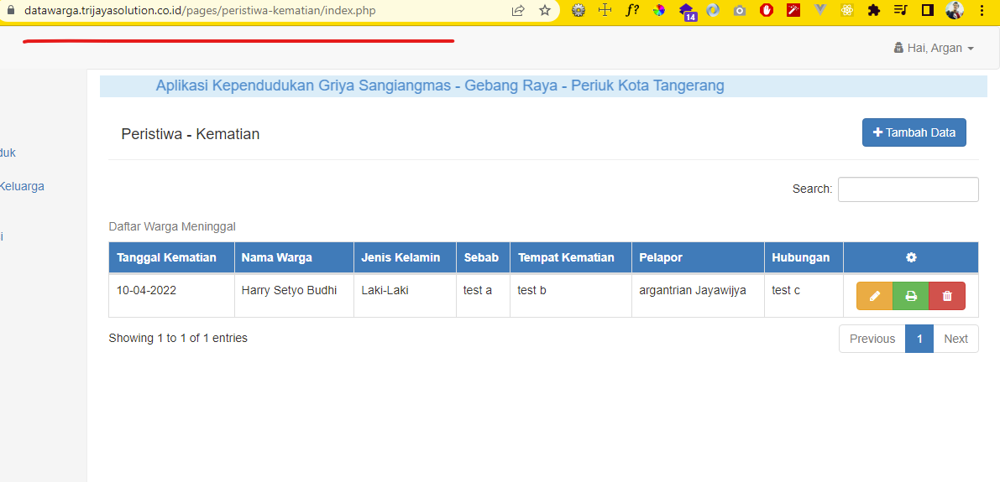 datawarga.trijayasolution.co.id/pages/peristiwa-kematian/index.php
f?
14
Hai, Argan
Aplikasi Kependudukan Griya Sangiangmas - Gebang Raya - Periuk Kota Tangerang
Peristiwa - Kematian
Tambah Data
duk
Keluarga
i
Search:
Daftar Warga Meninggal
Tanggal Kematian Nama Warga Jenis Kelamin Sebab Tempat Kematian Pelapor Hubungan
10-04-2022 Harry Setyo Budhi Laki-Laki test a test b argantrian Jayawijya test c
Showing 1 to 1 of 1 entries
Previous 1 Next